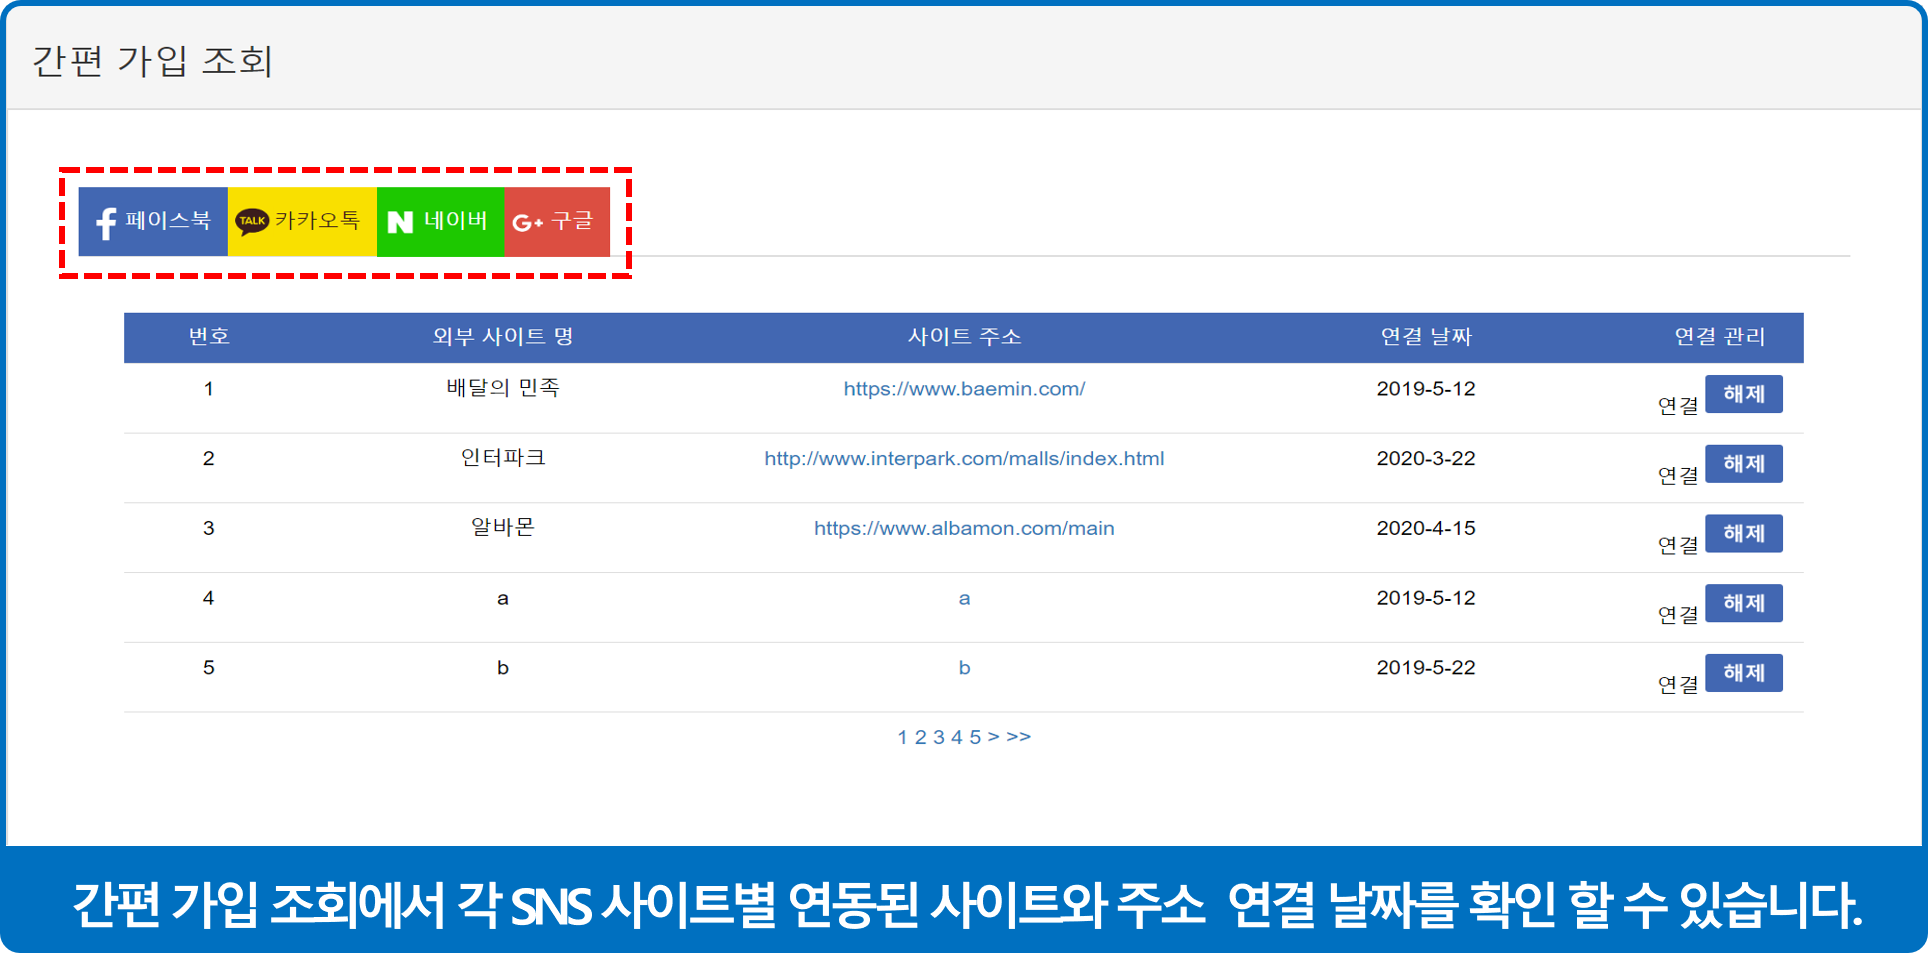 간편 가입 조회
f 페이스북 TALK 카카오톡 N 네이버 G+ 구글
번호 외부 사이트 명 사이트 주소 연결 날짜 연결 관리
1 배달의 민족 https://www.baemin.com/ 2019-5-12 연결 해제
2 인터파크 http://www.interpark.com/malls/index.html 2020-3-22 연결 해제
3 알바몬 https://www.albamon.com/main 2020-4-15 연결 해제
4 a a 2019-5-12 연결 해제
5 b b 2019-5-22 연결 해제
1 2 3 4 5 > >>
간편 가입 조회에서 각 SNS 사이트별 연동된 사이트와 주소 연결 날짜를 확인 할 수 있습니다.